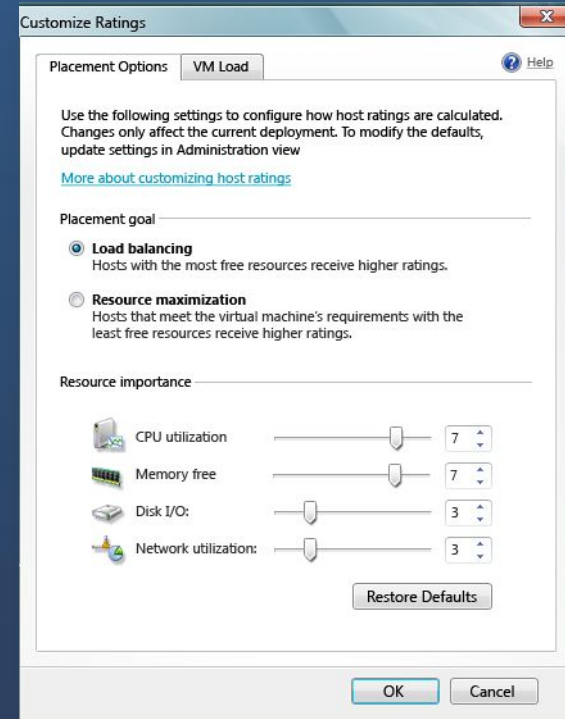 Customize Ratings
Placement Options
VM Load
Help
Use the following settings to configure how host ratings are calculated.
Changes only affect the current deployment. To modify the defaults,
update settings in Administration view
More about customizing host ratings
Placement goal
Load balancing
Hosts with the most free resources receive higher ratings.
Resource maximization
Hosts that meet the virtual machine's requirements with the
least free resources receive higher ratings.
Resource importance
CPU utilization 7
Memory free 7
Disk I/O: 3
Network utilization: 3
Restore Defaults
OK Cancel